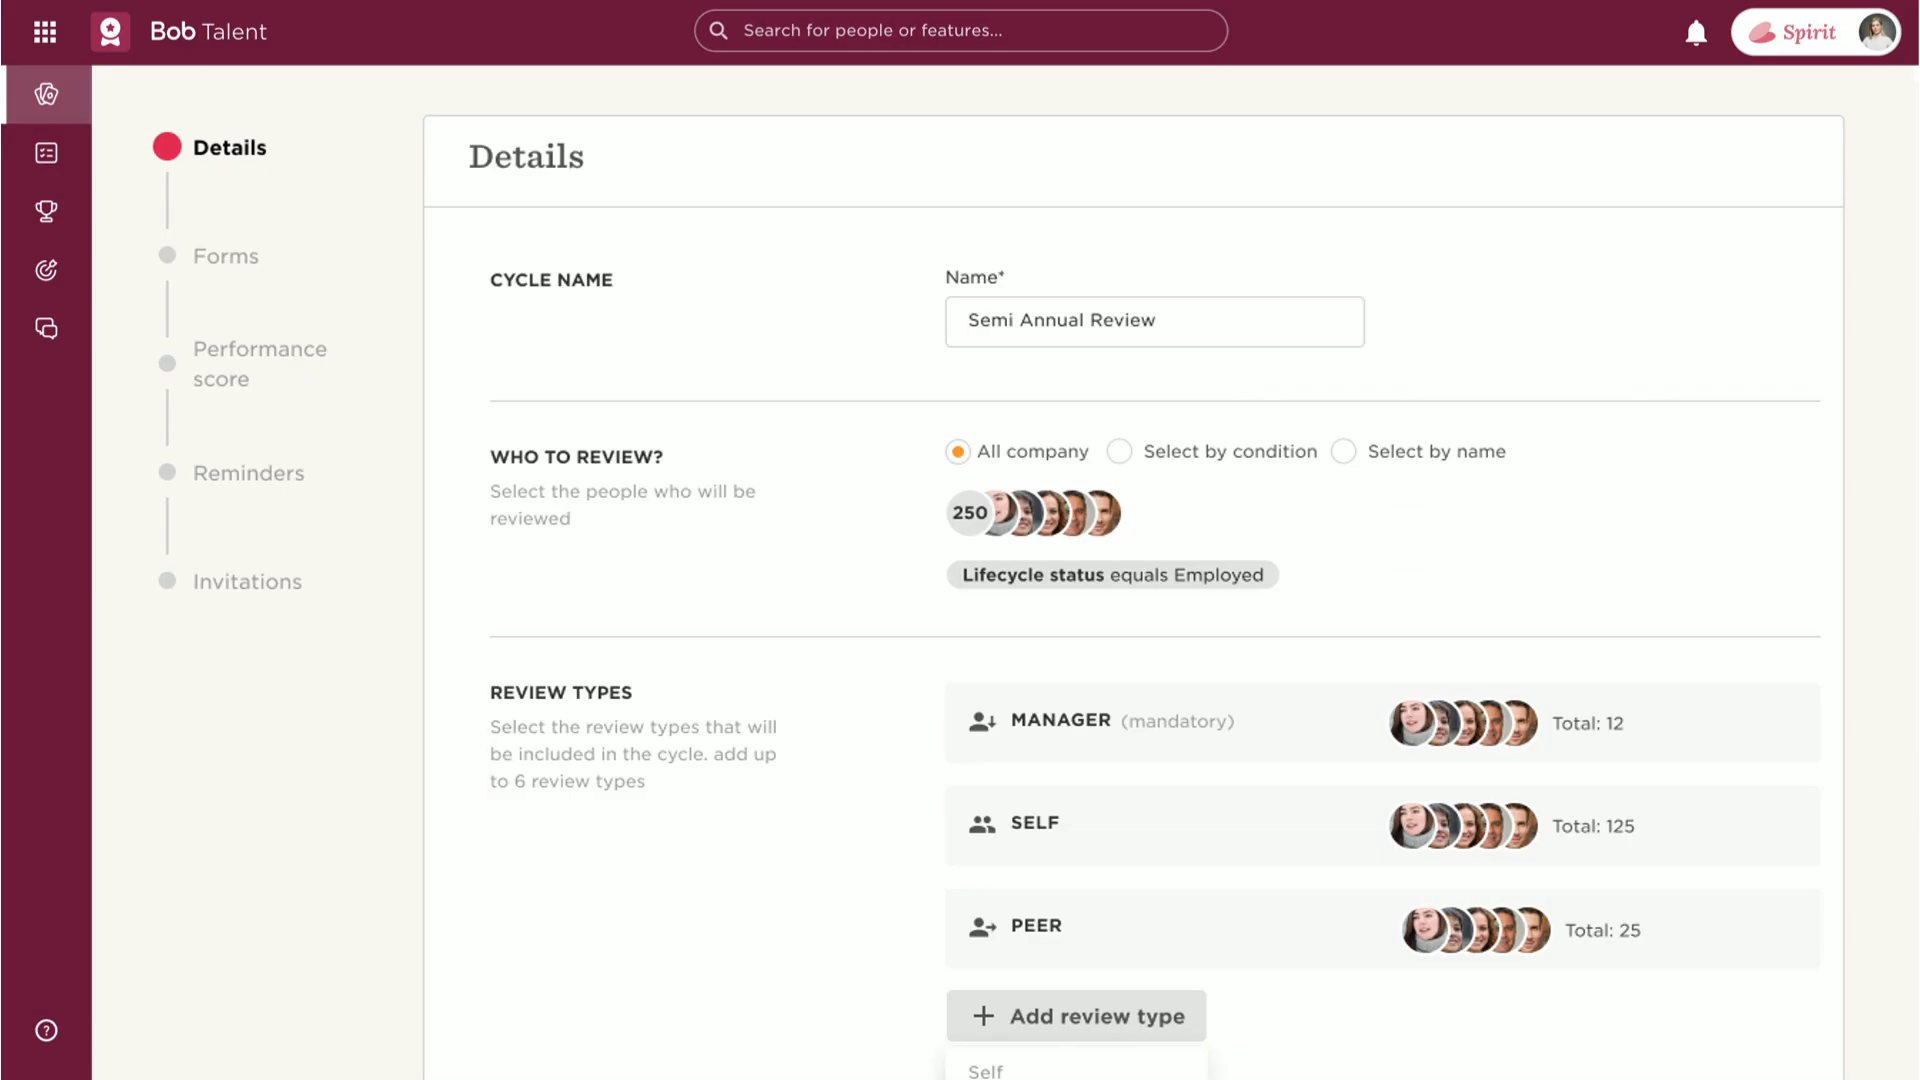 Bob Talent
Search for people or features...
Spirit
Details
Forms
Performance
score
Reminders
Invitations
Details
CYCLE NAME
Name*
Semi Annual Review
WHO TO REVIEW?
Select the people who will be
reviewed
All company
Select by condition
Select by name
250
Lifecycle status equals Employed
REVIEW TYPES
Select the review types that will
be included in the cycle. add up
to 6 review types
MANAGER (mandatory)
Total: 12
SELF
Total: 125
PEER
Total: 25
+ Add review type
Self
?